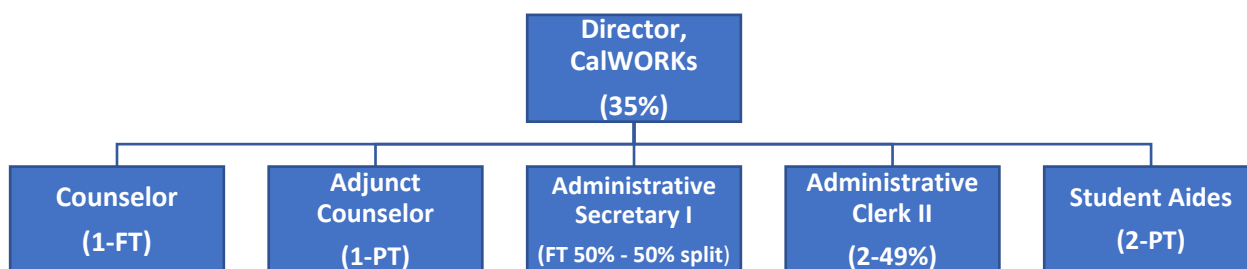 Director,
CalWORKs
(35%)
Counselor
(1-FT)
Adjunct
Counselor
(1-PT)
Administrative
Secretary I
(FT 50% - 50% split)
Administrative
Clerk II
(2-49%)
Student Aides
(2-PT)